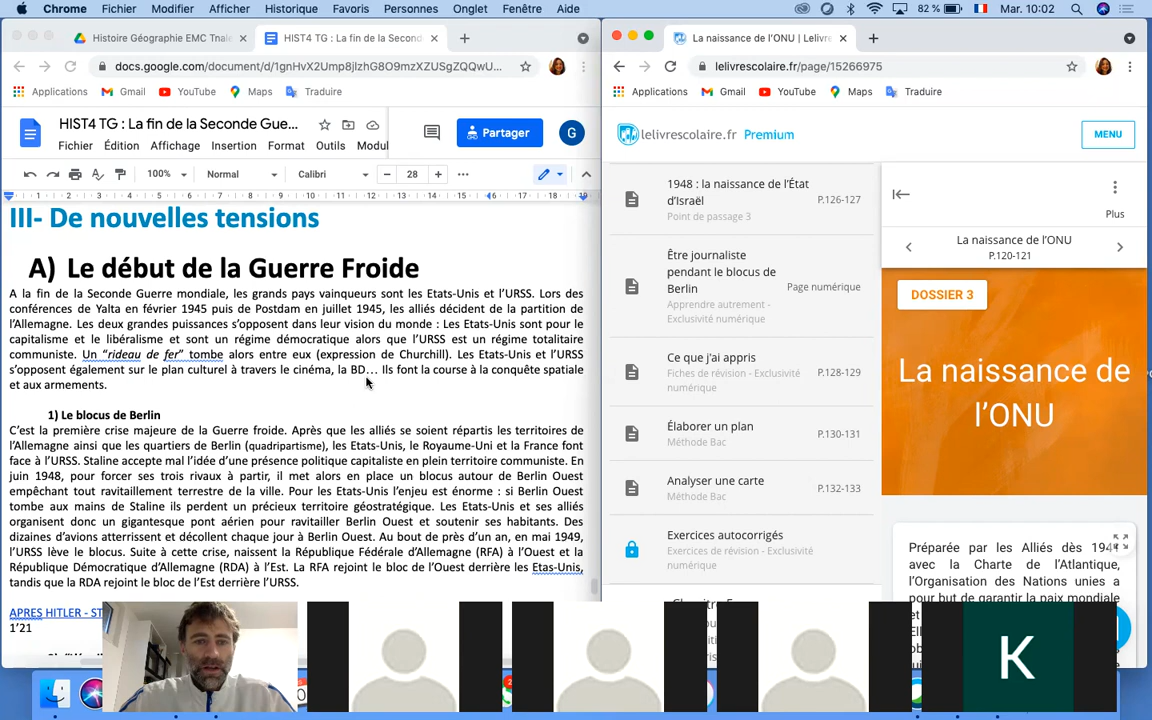 Chrome Fichier Modifier Afficher Historique Favoris Personnes Onglet Fenêtre Aide 82 % Mar. 10:02
Histoire Géographie EMC Tnale
HIST4 TG : La fin de la Second
docs.google.com/document/d/1gnHvX2Ump8jlzhG8O9mzXZUSgZQQwU...
Applications Gmail YouTube Maps Traduire
HIST4 TG : La fin de la Seconde Gue...
Partager
G
Fichier Édition Affichage Insertion Format Outils Modul
100% Normal Calibri 28
III- De nouvelles tensions
A) Le début de la Guerre Froide
A la fin de la Seconde Guerre mondiale, les grands pays vainqueurs sont les Etats-Unis et l’URSS. Lors des
conférences de Yalta en février 1945 puis de Postdam en juillet 1945, les alliés décident de la partition de
l’Allemagne. Les deux grandes puissances s’opposent dans leur vision du monde : Les Etats-Unis sont pour le
capitalisme et le libéralisme et sont un régime démocratique alors que l’URSS est un régime totalitaire
communiste. Un “rideau de fer” tombe alors entre eux (expression de Churchill). Les Etats-Unis et l’URSS
s’opposent également sur le plan culturel à travers le cinéma, la BD… Ils font la course à la conquête spatiale
et aux armements.
1) Le blocus de Berlin
C’est la première crise majeure de la Guerre froide. Après que les alliés se soient répartis les territoires de
l’Allemagne ainsi que les quartiers de Berlin (quadripartisme), les Etats-Unis, le Royaume-Uni et la France font
face à l’URSS. Staline accepte mal l’idée d’une présence politique capitaliste en plein territoire communiste. En
juin 1948, pour forcer ses trois rivaux à partir, il met alors en place un blocus autour de Berlin Ouest
empêchant tout ravitaillement terrestre de la ville. Pour les Etats-Unis l’enjeu est énorme : si Berlin Ouest
tombe aux mains de Staline ils perdent un précieux territoire géostratégique. Les Etats-Unis et ses alliés
organisent donc un gigantesque pont aérien pour ravitailler Berlin Ouest et soutenir ses habitants. Des
dizaines d’avions atterrissent et décollent chaque jour à Berlin Ouest. Au bout de près d’un an, en mai 1949,
l’URSS lève le blocus. Suite à cette crise, naissent la République Fédérale d’Allemagne (RFA) à l’Ouest et la
République Démocratique d’Allemagne (RDA) à l’Est. La RFA rejoint le bloc de l’Ouest derrière les Etas-Unis,
tandis que la RDA rejoint le bloc de l’Est derrière l’URSS.
APRES HITLER - ST
1’21
La naissance de l’ONU | Lelivre
lelivrescolaire.fr/page/15266975
Applications Gmail YouTube Maps Traduire
lelivrescolaire.fr Premium
MENU
1948 : la naissance de l’État
d’Israël
Point de passage 3
P.126-127
Être journaliste
pendant le blocus de
Berlin
Apprendre autrement -
Exclusivité numérique
Page numérique
Ce que j’ai appris
Fiches de révision - Exclusivité
numérique
P.128-129
Élaborer un plan
Méthode Bac
P.130-131
Analyser une carte
Méthode Bac
P.132-133
Exercices autocorrigés
Exercices de révision - Exclusivité
numérique
Plus
La naissance de l’ONU
P.120-121
DOSSIER 3
La naissance de
l’ONU
Préparée par les Alliés dès 194
avec la Charte de l’Atlantique,
l’Organisation des Nations unies a
pour but de garantir la paix mondiale
K